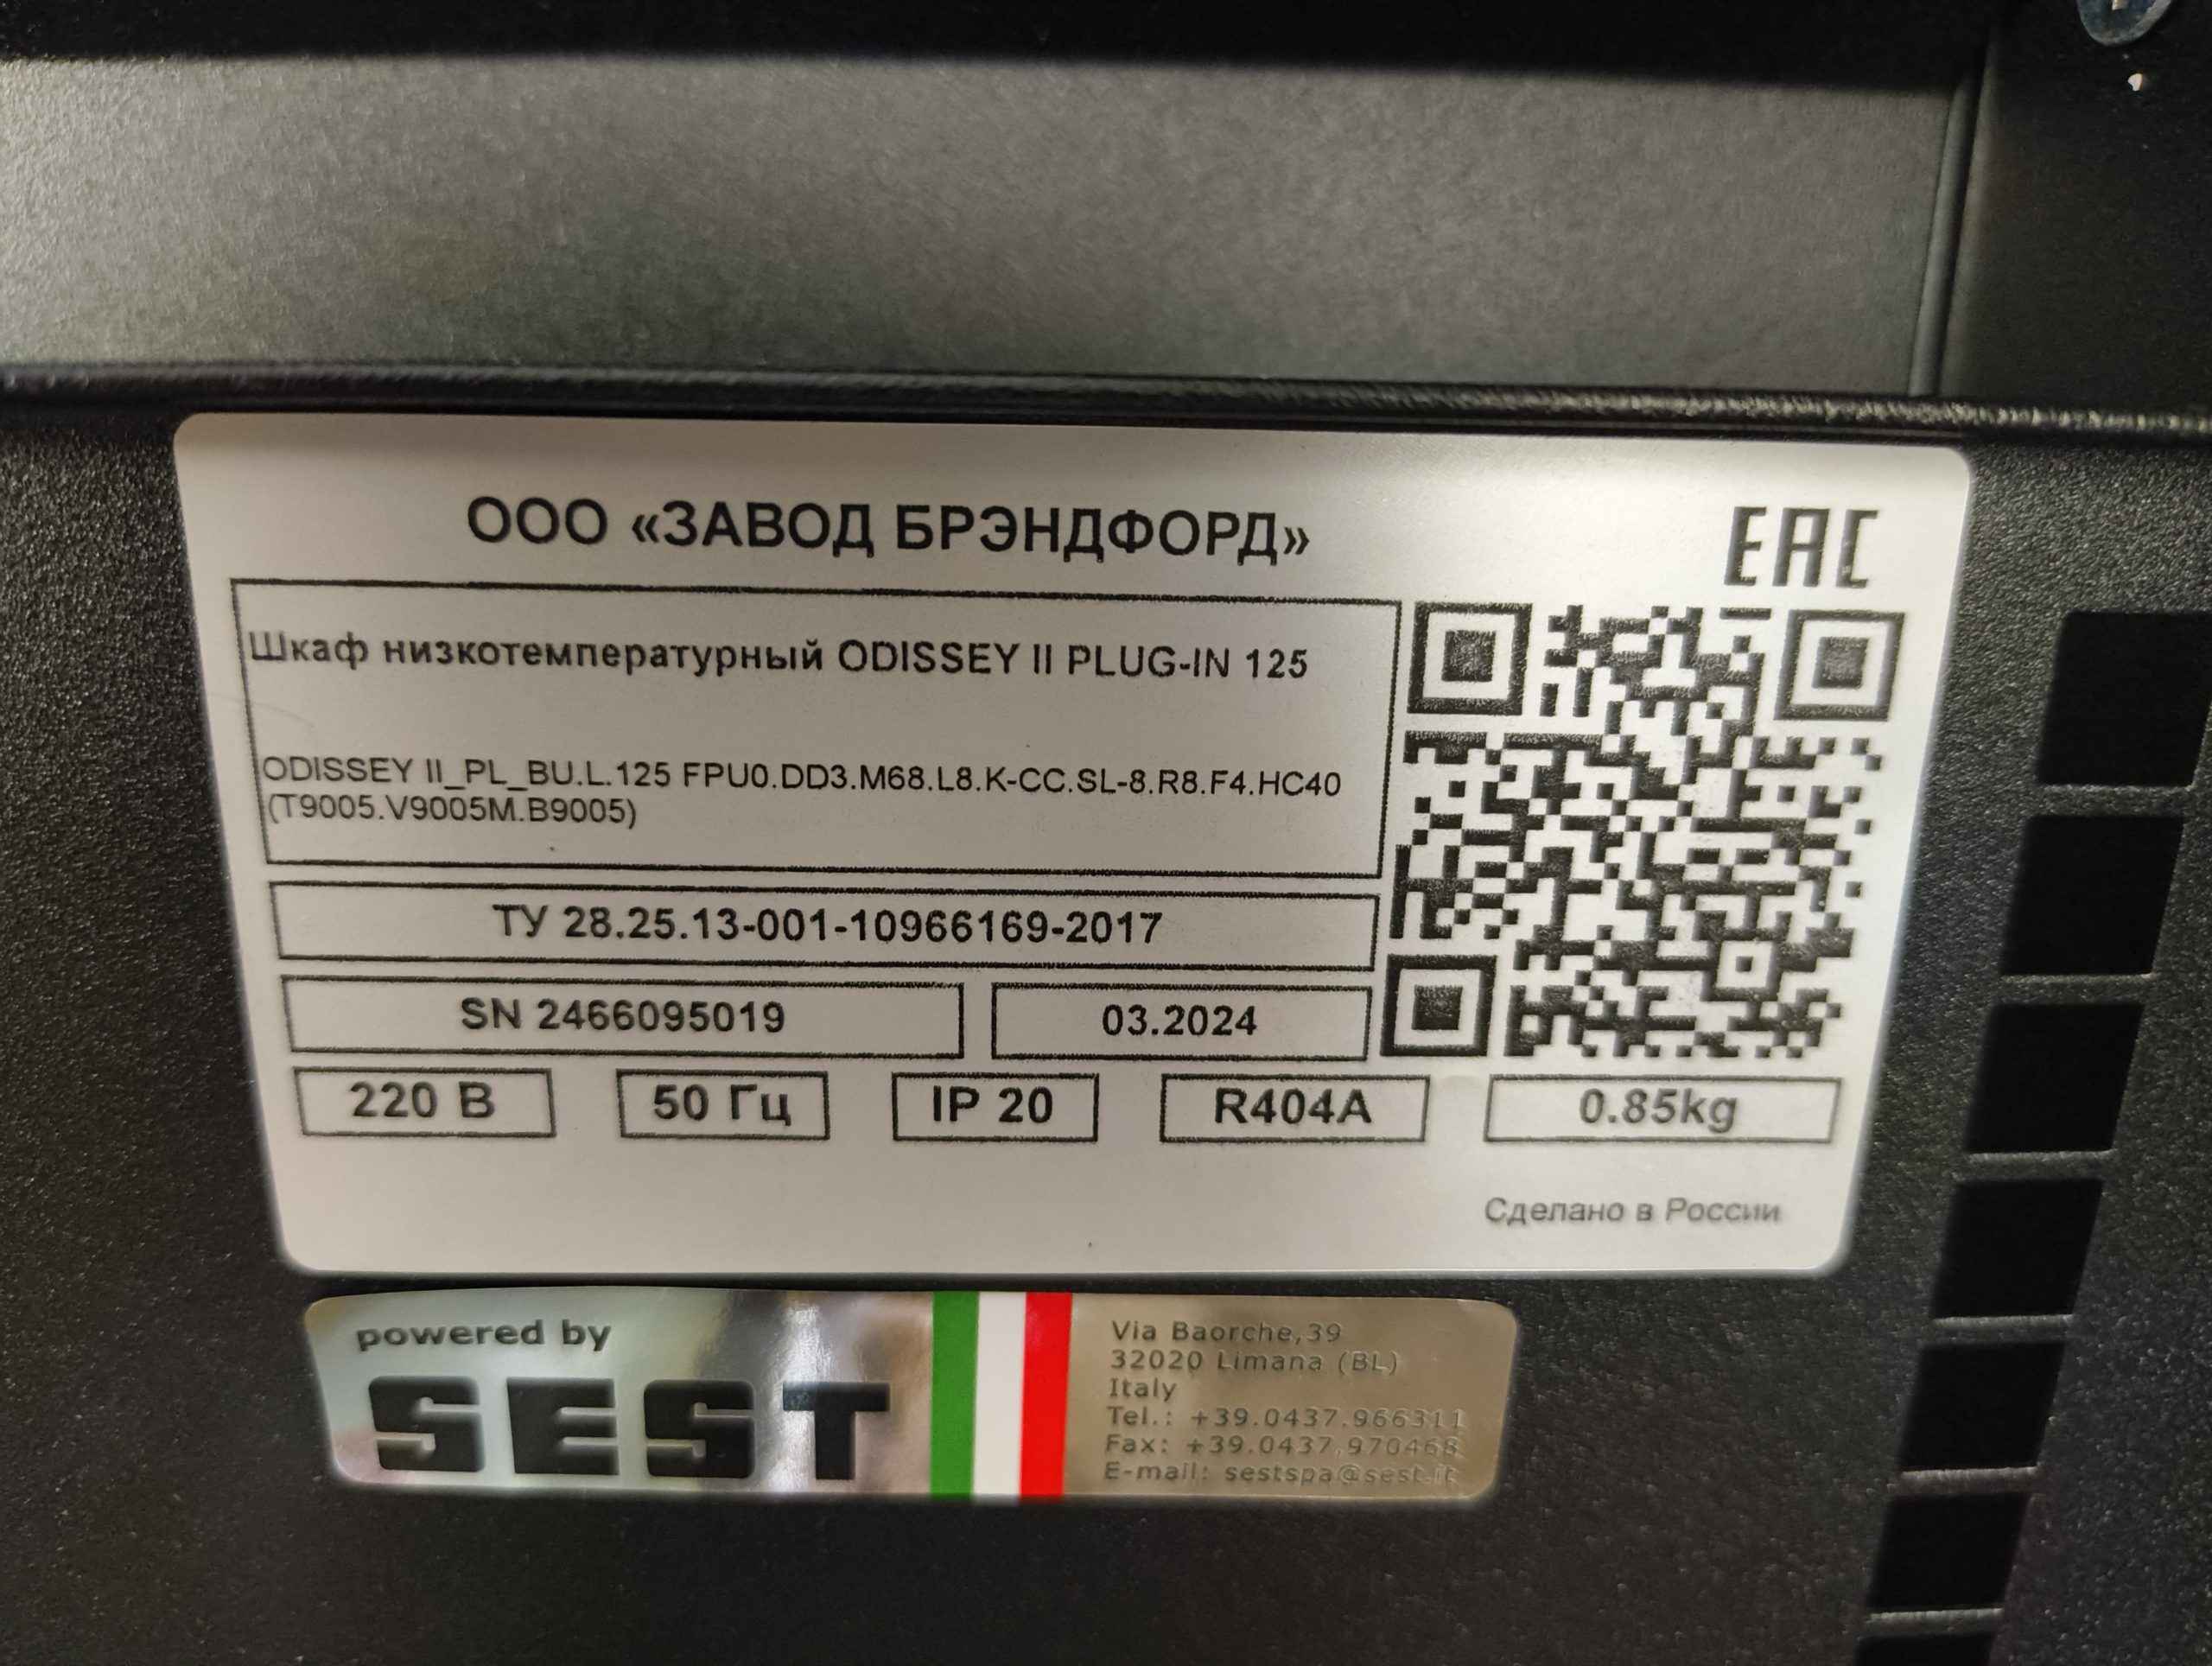 ООО «ЗАВОД БРЭНДФОРД»
EAC
Шкаф низкотемпературный ODISSEY II PLUG-IN 125
ODISSEY II_PL_BU.L.125 FPU0.DD3.M68.L8.K-CC.SL-8.R8.F4.HC40
(T9005.V9005M.B9005)
ТУ 28.25.13-001-10966169-2017
SN 2466095019
03.2024
220 В
50 Гц
IP 20
R404A
0.85kg
Сделано в России
powered by
SEST
Via Baorche,39
32020 Limana (BL)
Italy
Tel.: +39.0437.966311
Fax: +39.0437.970468
E-mail: sestspa@sest.it